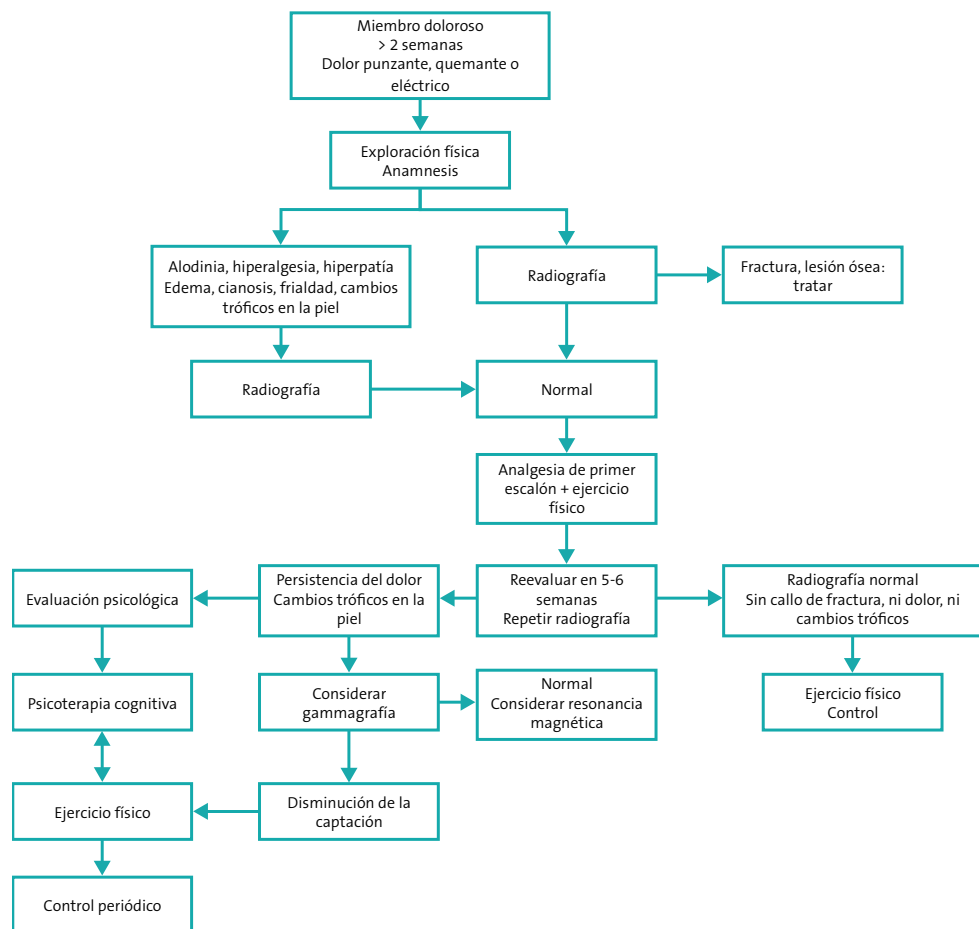 Miembro doloroso
> 2 semanas
Dolor punzante, quemante o
eléctrico
Exploración física
Anamnesis
Alodinia, hiperalgesia, hiperpatía
Edema, cianosis, frialdad, cambios
tróficos en la piel
Radiografía
Fractura, lesión ósea:
tratar
Radiografía
Normal
Analgesia de primer
escalón + ejercicio
físico
Evaluación psicológica
Persistencia del dolor
Cambios tróficos en la
piel
Reevaluar en 5-6
semanas
Repetir radiografía
Radiografía normal
Sin callo de fractura, ni dolor, ni
cambios tróficos
Psicoterapia cognitiva
Considerar
gammagrafía
Normal
Considerar resonancia
magnética
Ejercicio físico
Control
Ejercicio físico
Disminución de la
captación
Control periódico